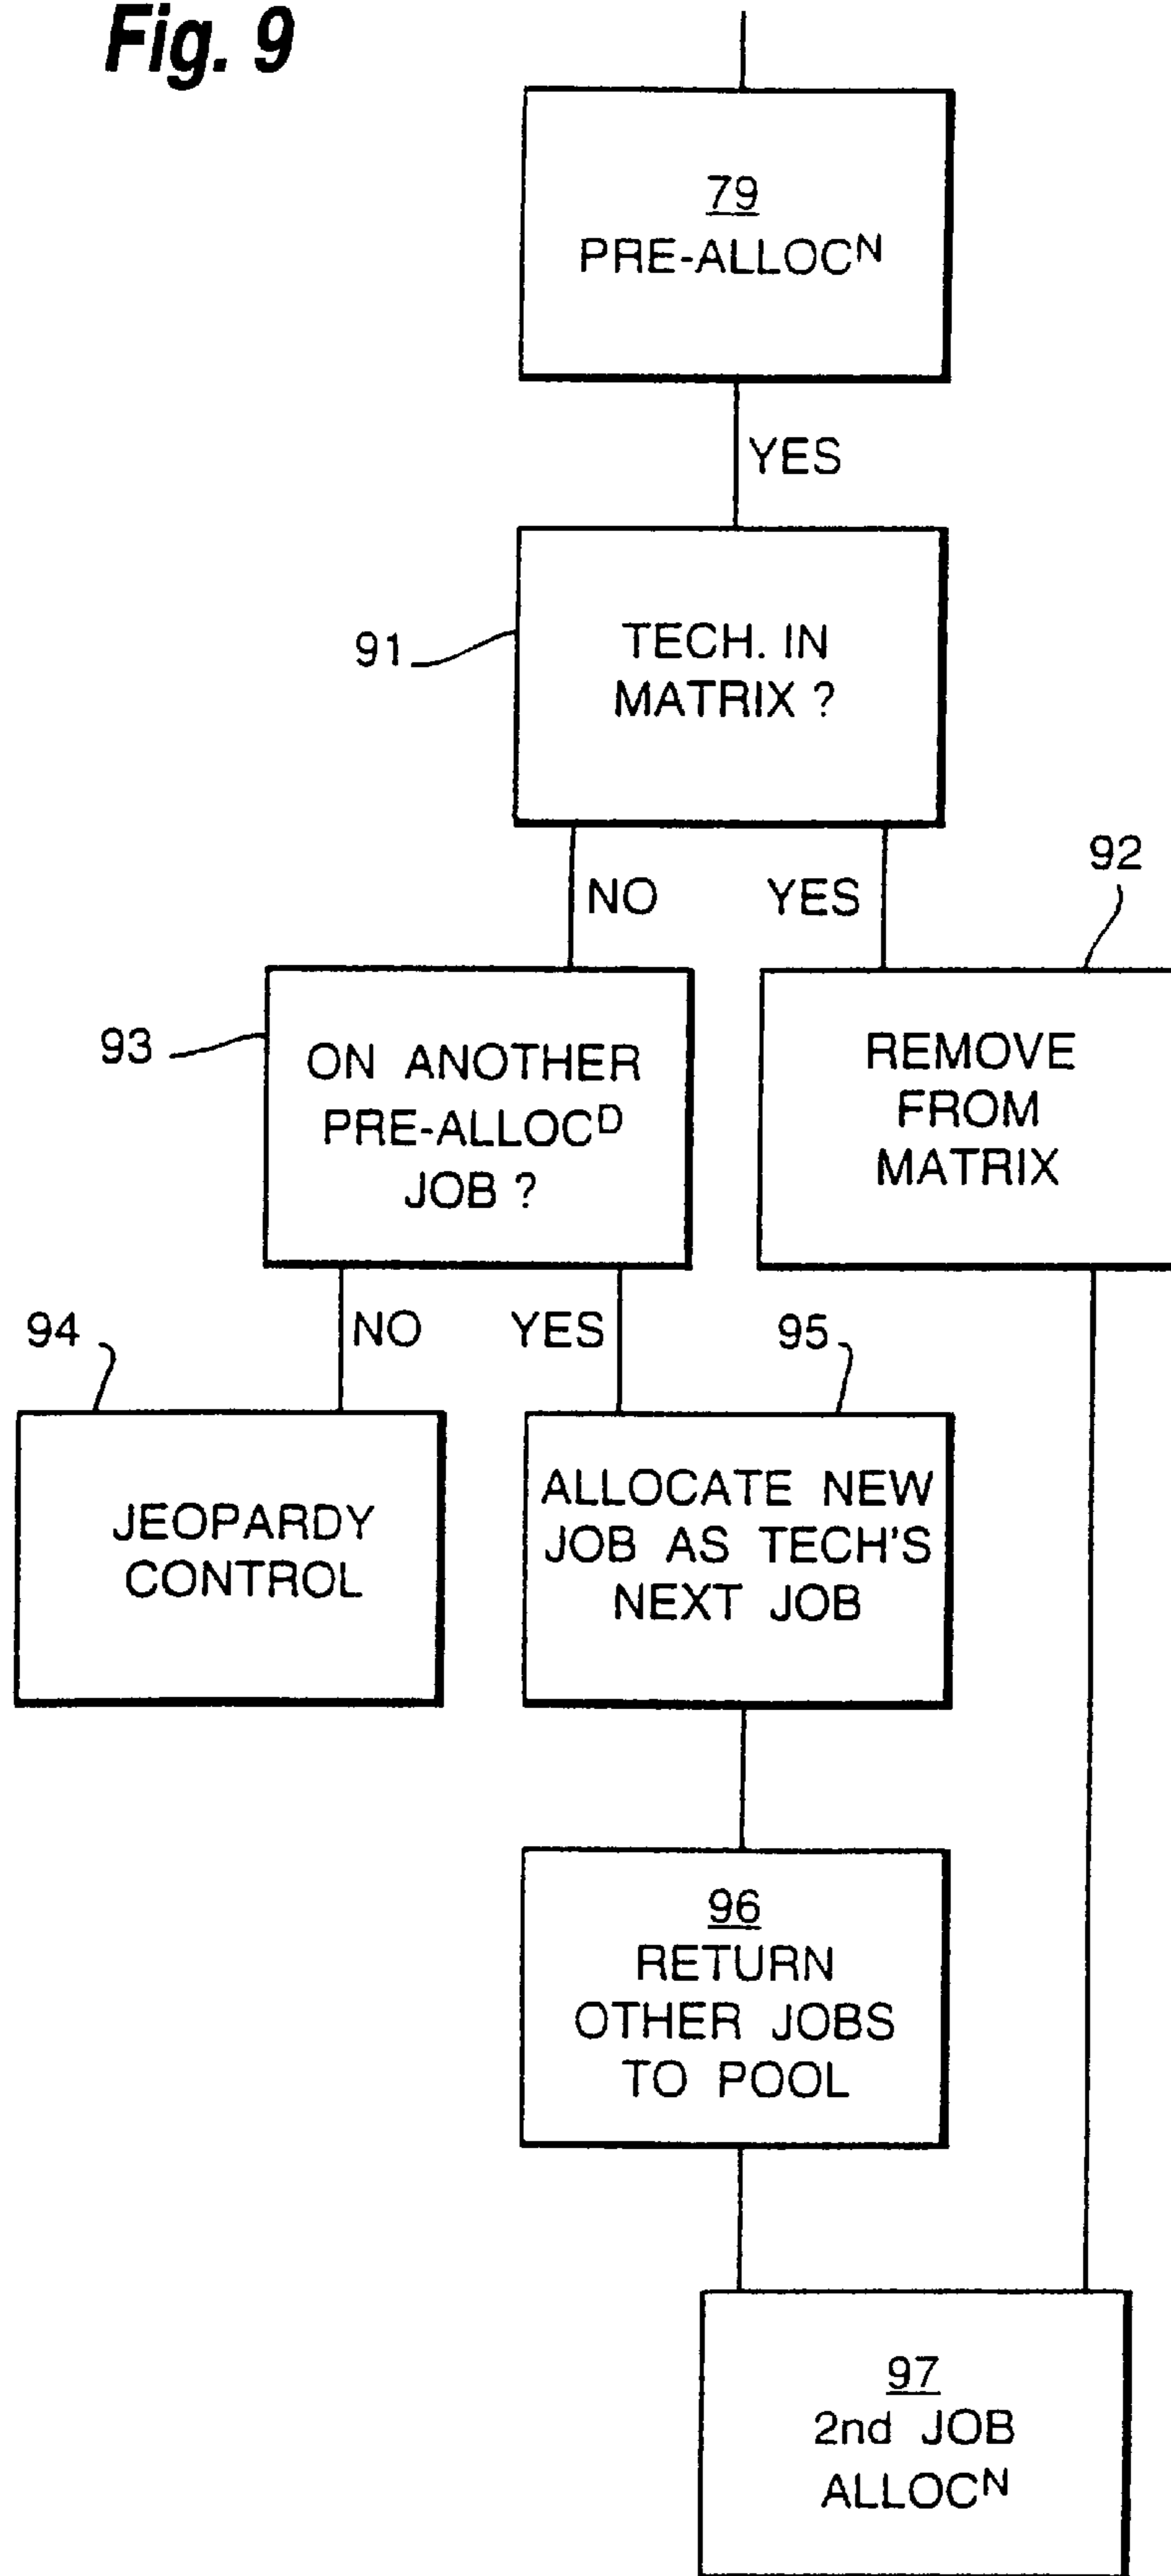 Fig. 9
79
PRE-ALLOCᴺ
YES
91
TECH. IN
MATRIX ?
NO
YES
92
93
ON ANOTHER
PRE-ALLOCᴰ
JOB ?
REMOVE
FROM
MATRIX
94
NO
YES
95
JEOPARDY
CONTROL
ALLOCATE NEW
JOB AS TECH'S
NEXT JOB
96
RETURN
OTHER JOBS
TO POOL
97
2nd JOB
ALLOCᴺ